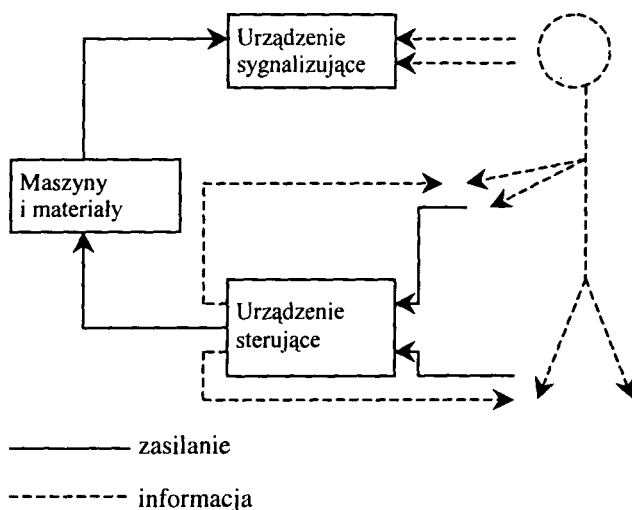 Urządzenie
sygnalizujące
Maszyny
i materiały
Urządzenie
sterujące
zasilanie
informacja